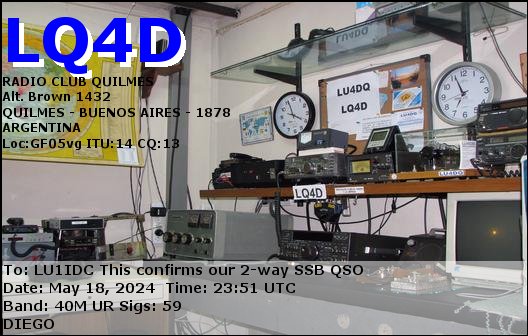 LQ4D
RADIO CLUB QUILMES
Alt. Brown 1432
QUILMES - BUENOS AIRES - 1878
ARGENTINA
Loc:GF05vg ITU:14 CQ:13
LU4DQ
LQ4D
LU4DQ
LQ4D
LU4DQ
To: LU1IDC This confirms our 2-way SSB QSO
Date: May 18, 2024 Time: 23:51 UTC
Band: 40M UR Sigs: 59
DIEGO